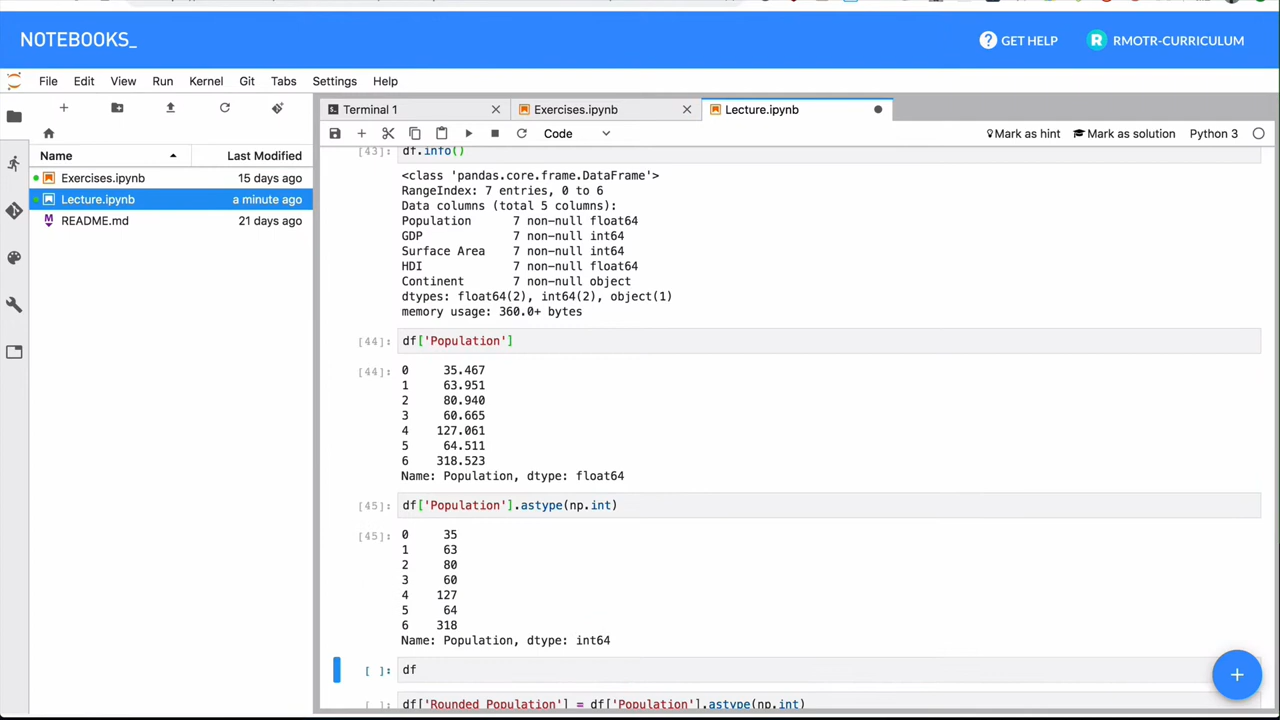 NOTEBOOKS_
GET HELP
R RMOTR-CURRICULUM
File Edit View Run Kernel Git Tabs Settings Help
Name Last Modified
Exercises.ipynb 15 days ago
Lecture.ipynb a minute ago
README.md 21 days ago
Terminal 1
Exercises.ipynb
Lecture.ipynb
Code
Mark as hint Mark as solution Python 3
[43]: df.info()
<class 'pandas.core.frame.DataFrame'>
RangeIndex: 7 entries, 0 to 6
Data columns (total 5 columns):
Population 7 non-null float64
GDP 7 non-null int64
Surface Area 7 non-null int64
HDI 7 non-null float64
Continent 7 non-null object
dtypes: float64(2), int64(2), object(1)
memory usage: 360.0+ bytes
[44]: df['Population']
[44]: 0 35.467
1 63.951
2 80.940
3 60.665
4 127.061
5 64.511
6 318.523
Name: Population, dtype: float64
[45]: df['Population'].astype(np.int)
[45]: 0 35
1 63
2 80
3 60
4 127
5 64
6 318
Name: Population, dtype: int64
[ ]: df
[ ]: df['Rounded Population'] = df['Population'].astype(np.int)